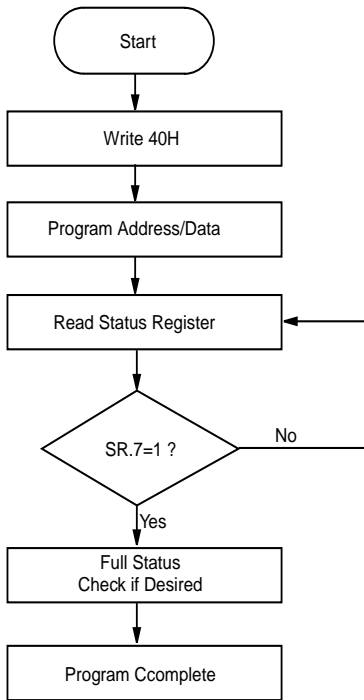 Start
Write 40H
Program Address/Data
Read Status Register
SR.7=1 ?
No
Yes
Full Status
Check if Desired
Program Ccomplete